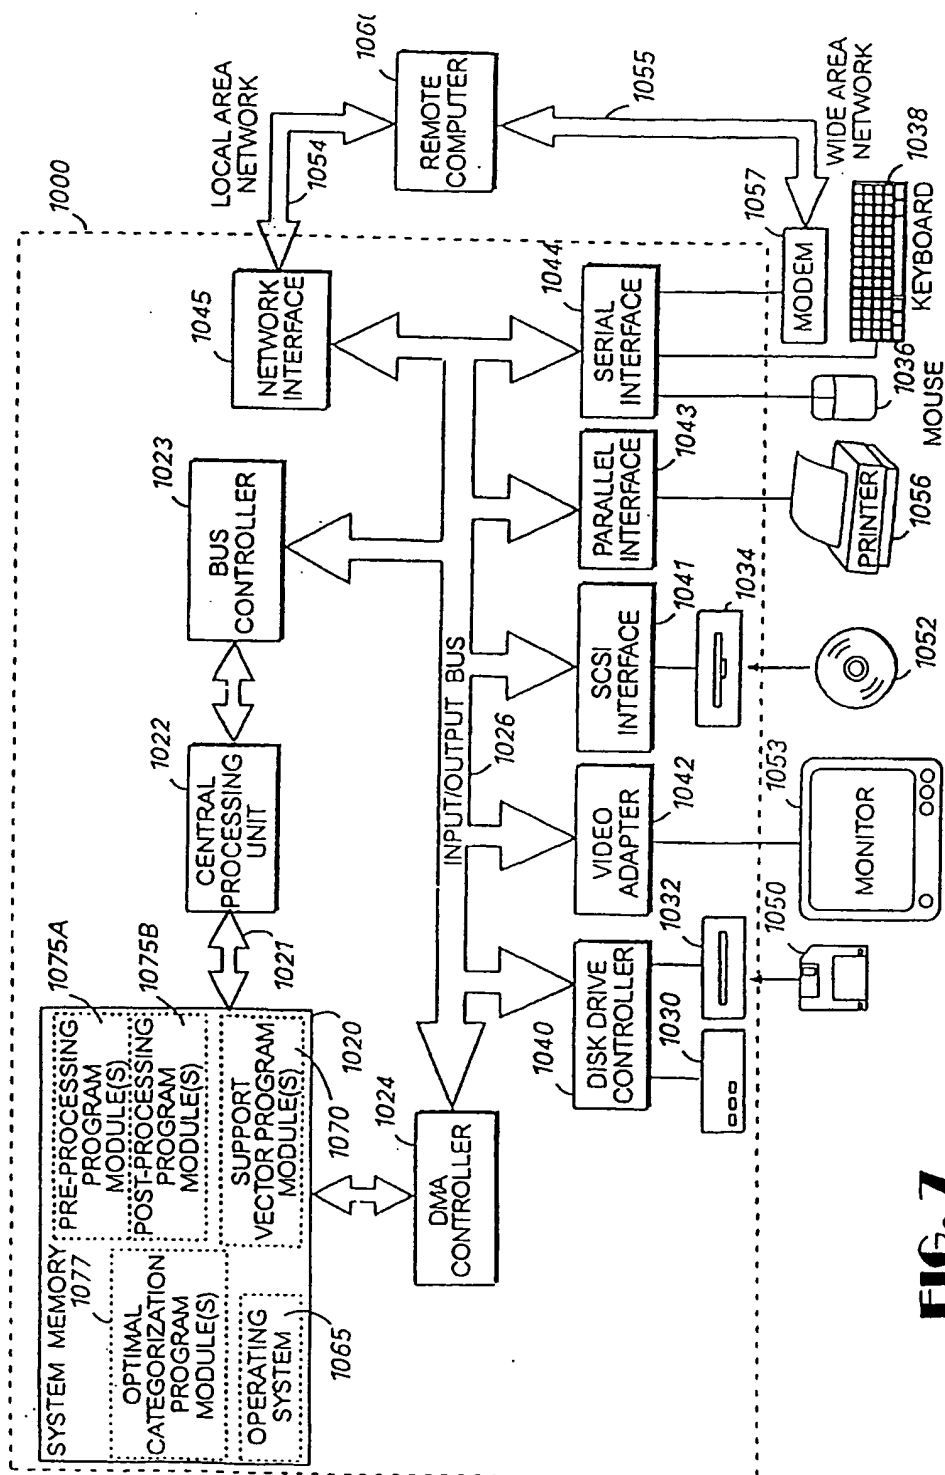 1000
SYSTEM MEMORY
1077
OPTIMAL
CATEGORIZATION
PROGRAM
MODULE(S)
OPERATING
SYSTEM
1065
PRE-PROCESSING
PROGRAM
MODULE(S)
1075A
POST-PROCESSING
PROGRAM
MODULE(S)
1075B
SUPPORT
VECTOR PROGRAM
MODULE(S)
1070
1020
1021
CENTRAL
PROCESSING
UNIT
1022
BUS
CONTROLLER
1023
NETWORK
INTERFACE
1045
LOCAL AREA
NETWORK
1054
REMOTE
COMPUTER
1055
WIDE AREA
NETWORK
DMA
CONTROLLER
1024
INPUT/OUTPUT BUS
1026
DISK DRIVE
CONTROLLER
1040
VIDEO
ADAPTER
1042
SCSI
INTERFACE
1041
PARALLEL
INTERFACE
1043
SERIAL
INTERFACE
1044
MODEM
1057
1030
1032
1034
1050
MONITOR
1053
1052
PRINTER
1056
MOUSE
1036
KEYBOARD
1038
FIG. 7